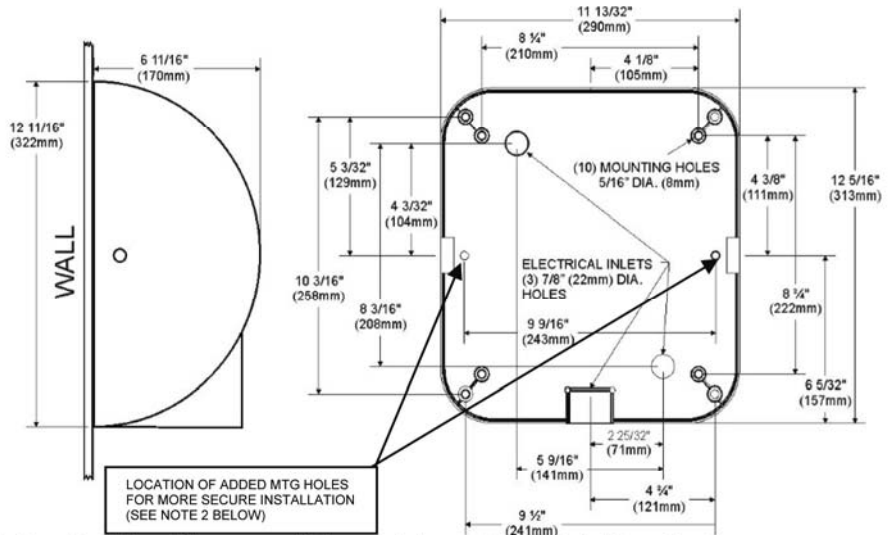 11 13/32"
(290mm)
8 ¼"
(210mm)
4 1/8"
(105mm)
6 11/16"
(170mm)
12 11/16"
(322mm)
WALL
5 3/32"
(129mm)
4 3/32"
(104mm)
10 3/16"
(258mm)
8 3/16"
(208mm)
(10) MOUNTING HOLES
5/16" DIA. (8mm)
4 3/8"
(111mm)
12 5/16"
(313mm)
ELECTRICAL INLETS
(3) 7/8" (22mm) DIA.
HOLES
9 9/16"
(243mm)
8 ¾"
(222mm)
6 5/32"
(157mm)
2 25/32"
(71mm)
5 9/16"
(141mm)
4 ¾"
(121mm)
9 ½"
(241mm)
LOCATION OF ADDED MTG HOLES
FOR MORE SECURE INSTALLATION
(SEE NOTE 2 BELOW)